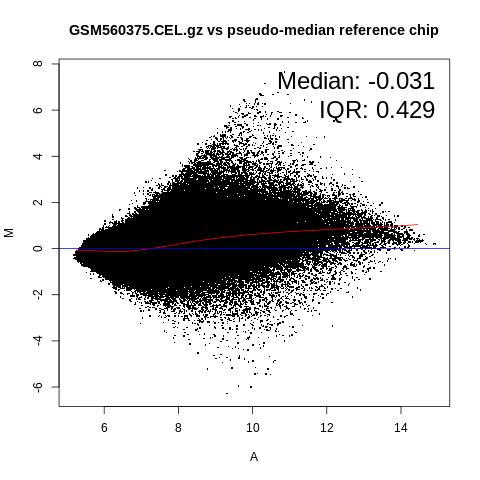 GSM560375.CEL.gz vs pseudo-median reference chip
Median: -0.031
IQR: 0.429
8
6
4
2
0
-2
-4
-6
M
6 8 10 12 14
A